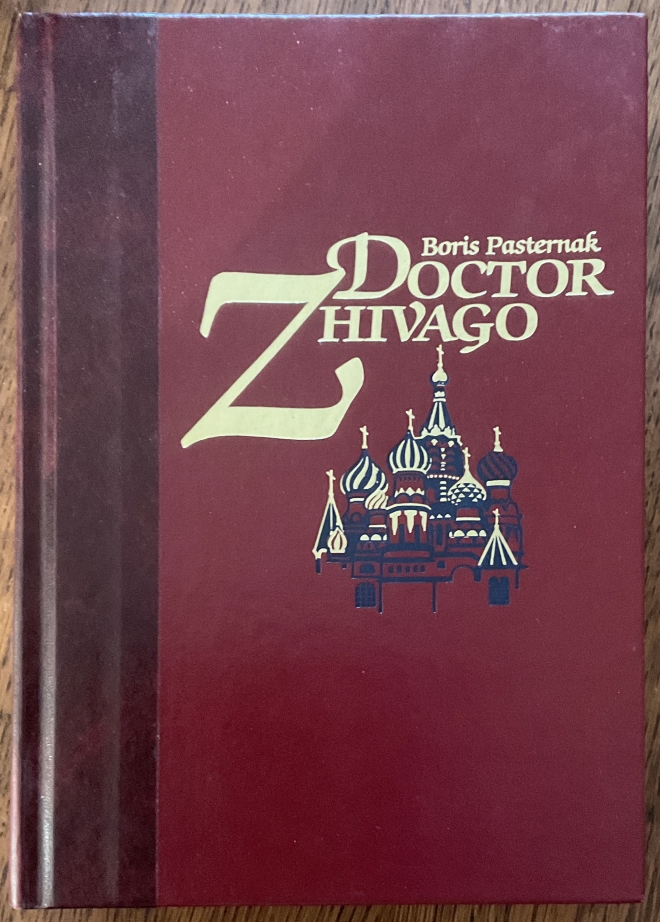 Boris Pasternak
DOCTOR
ZHIVAGO